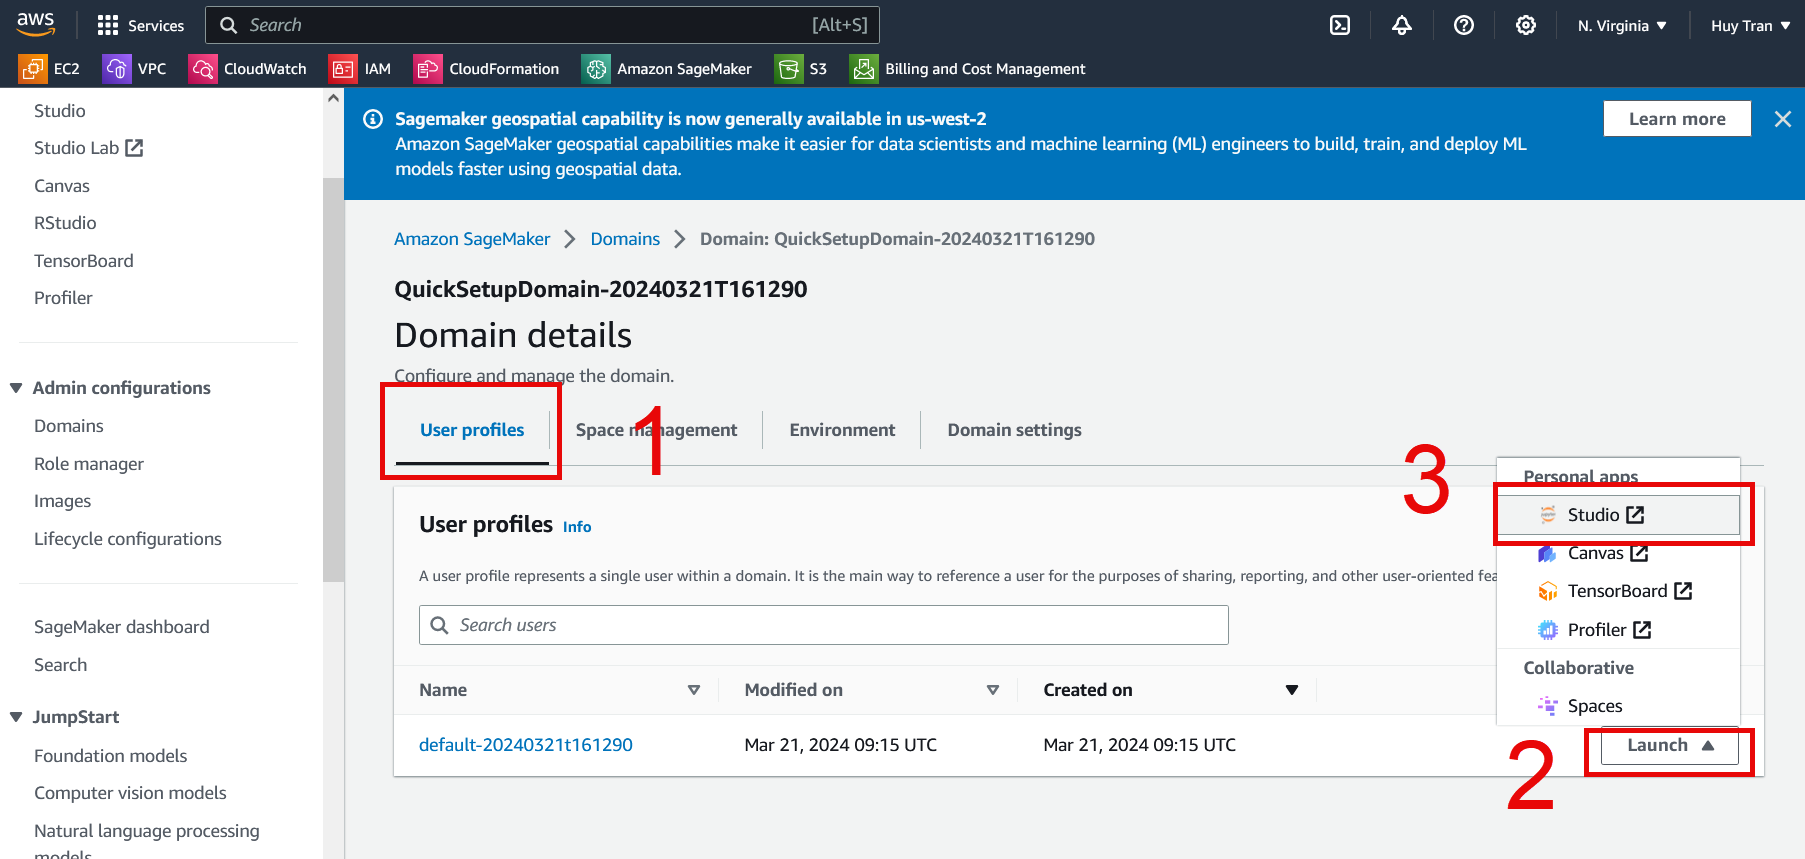 aws
Services
Search
[Alt+S]
N. Virginia
Huy Tran
EC2
VPC
CloudWatch
IAM
CloudFormation
Amazon SageMaker
S3
Billing and Cost Management
Studio
Studio Lab
Canvas
RStudio
TensorBoard
Profiler
Admin configurations
Domains
Role manager
Images
Lifecycle configurations
SageMaker dashboard
Search
JumpStart
Foundation models
Computer vision models
Natural language processing
models
Sagemaker geospatial capability is now generally available in us-west-2
Amazon SageMaker geospatial capabilities make it easier for data scientists and machine learning (ML) engineers to build, train, and deploy ML
models faster using geospatial data.
Learn more
Amazon SageMaker
Domains
Domain: QuickSetupDomain-20240321T161290
QuickSetupDomain-20240321T161290
Domain details
Configure and manage the domain.
User profiles
Space management
Environment
Domain settings
1
User profiles Info
A user profile represents a single user within a domain. It is the main way to reference a user for the purposes of sharing, reporting, and other user-oriented fea
Search users
Name
Modified on
Created on
default-20240321t161290
Mar 21, 2024 09:15 UTC
Mar 21, 2024 09:15 UTC
3
Personal apps
Studio
Canvas
TensorBoard
Profiler
Collaborative
Spaces
2
Launch